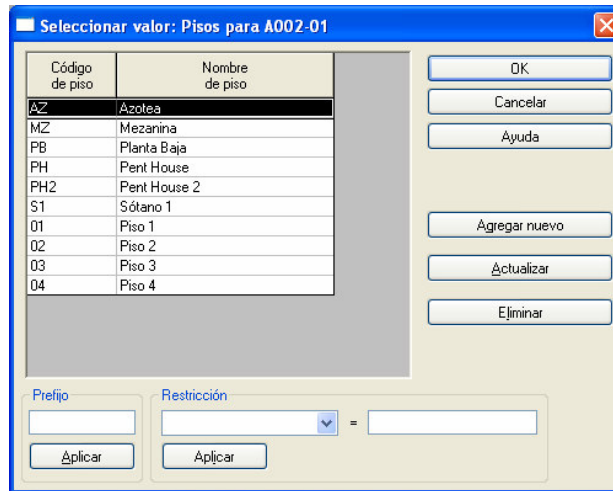 Seleccionar valor: Pisos para A002-01
Código de piso Nombre de piso
AZ Azotea
MZ Mezanina
PB Planta Baja
PH Pent House
PH2 Pent House 2
S1 Sótano 1
01 Piso 1
02 Piso 2
03 Piso 3
04 Piso 4
OK
Cancelar
Ayuda
Agregar nuevo
Actualizar
Eliminar
Prefijo
Aplicar
Restricción
=
Aplicar